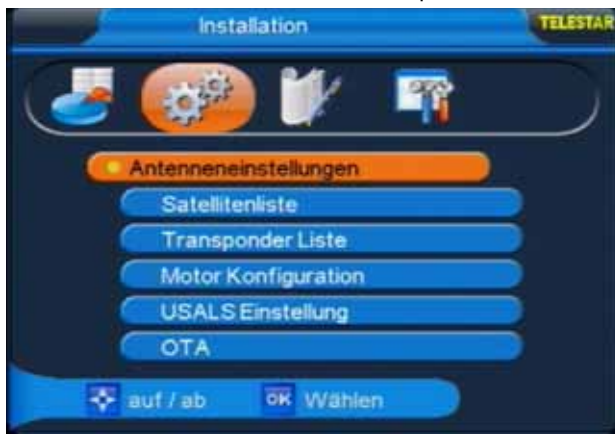 Installation
TELESTAR
Antenneneinstellungen
Satellitenliste
Transponder Liste
Motor Konfiguration
USALS Einstellung
OTA
auf / ab OK Wählen